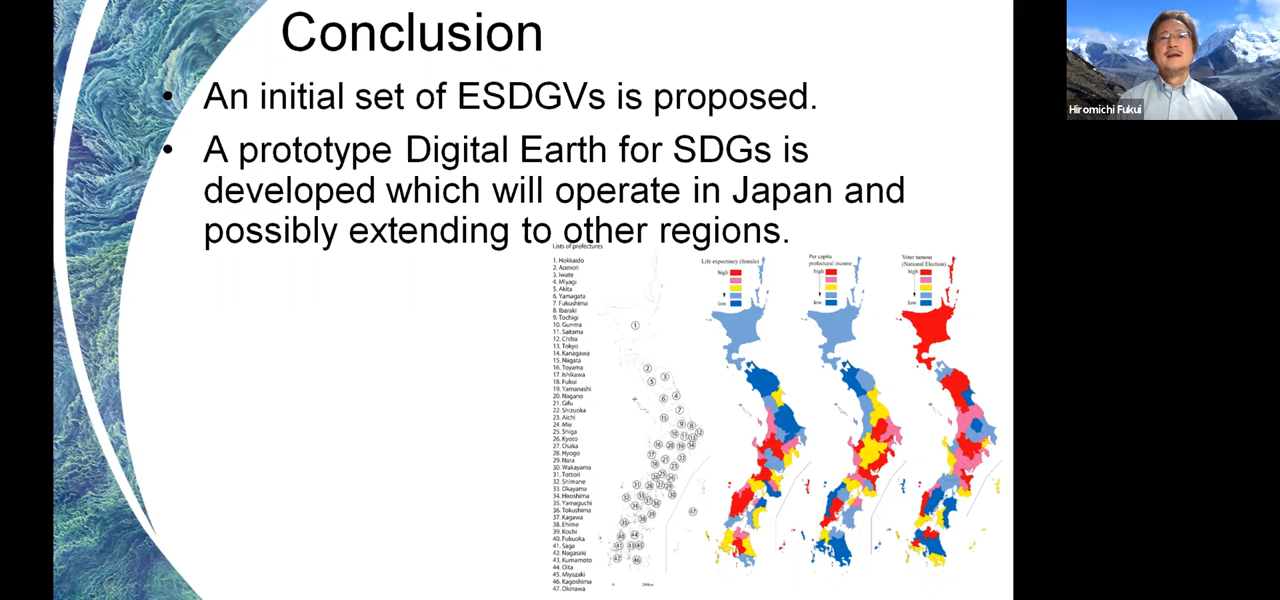 Conclusion
• An initial set of ESDGVs is proposed.
• A prototype Digital Earth for SDGs is
developed which will operate in Japan and
possibly extending to other regions.
Hiromichi Fukui
Lists of prefectures
1. Hokkaido
2. Aomori
3. Iwate
4. Miyagi
5. Akita
6. Yamagata
7. Fukushima
8. Ibaraki
9. Tochigi
10. Gunma
11. Saitama
12. Chiba
13. Tokyo
14. Kanagawa
15. Niigata
16. Toyama
17. Ishikawa
18. Fukui
19. Yamanashi
20. Nagano
21. Gifu
22. Shizuoka
23. Aichi
24. Mie
25. Shiga
26. Kyoto
27. Osaka
28. Hyogo
29. Nara
30. Wakayama
31. Tottori
32. Shimane
33. Okayama
34. Hiroshima
35. Yamaguchi
36. Tokushima
37. Kagawa
38. Ehime
39. Kochi
40. Fukuoka
41. Saga
42. Nagasaki
43. Kumamoto
44. Oita
45. Miyazaki
46. Kagoshima
47. Okinawa
Life expectancy (female)
high
low
Per capita
prefectural income
high
low
Voter turnout
(National Election)
high
low